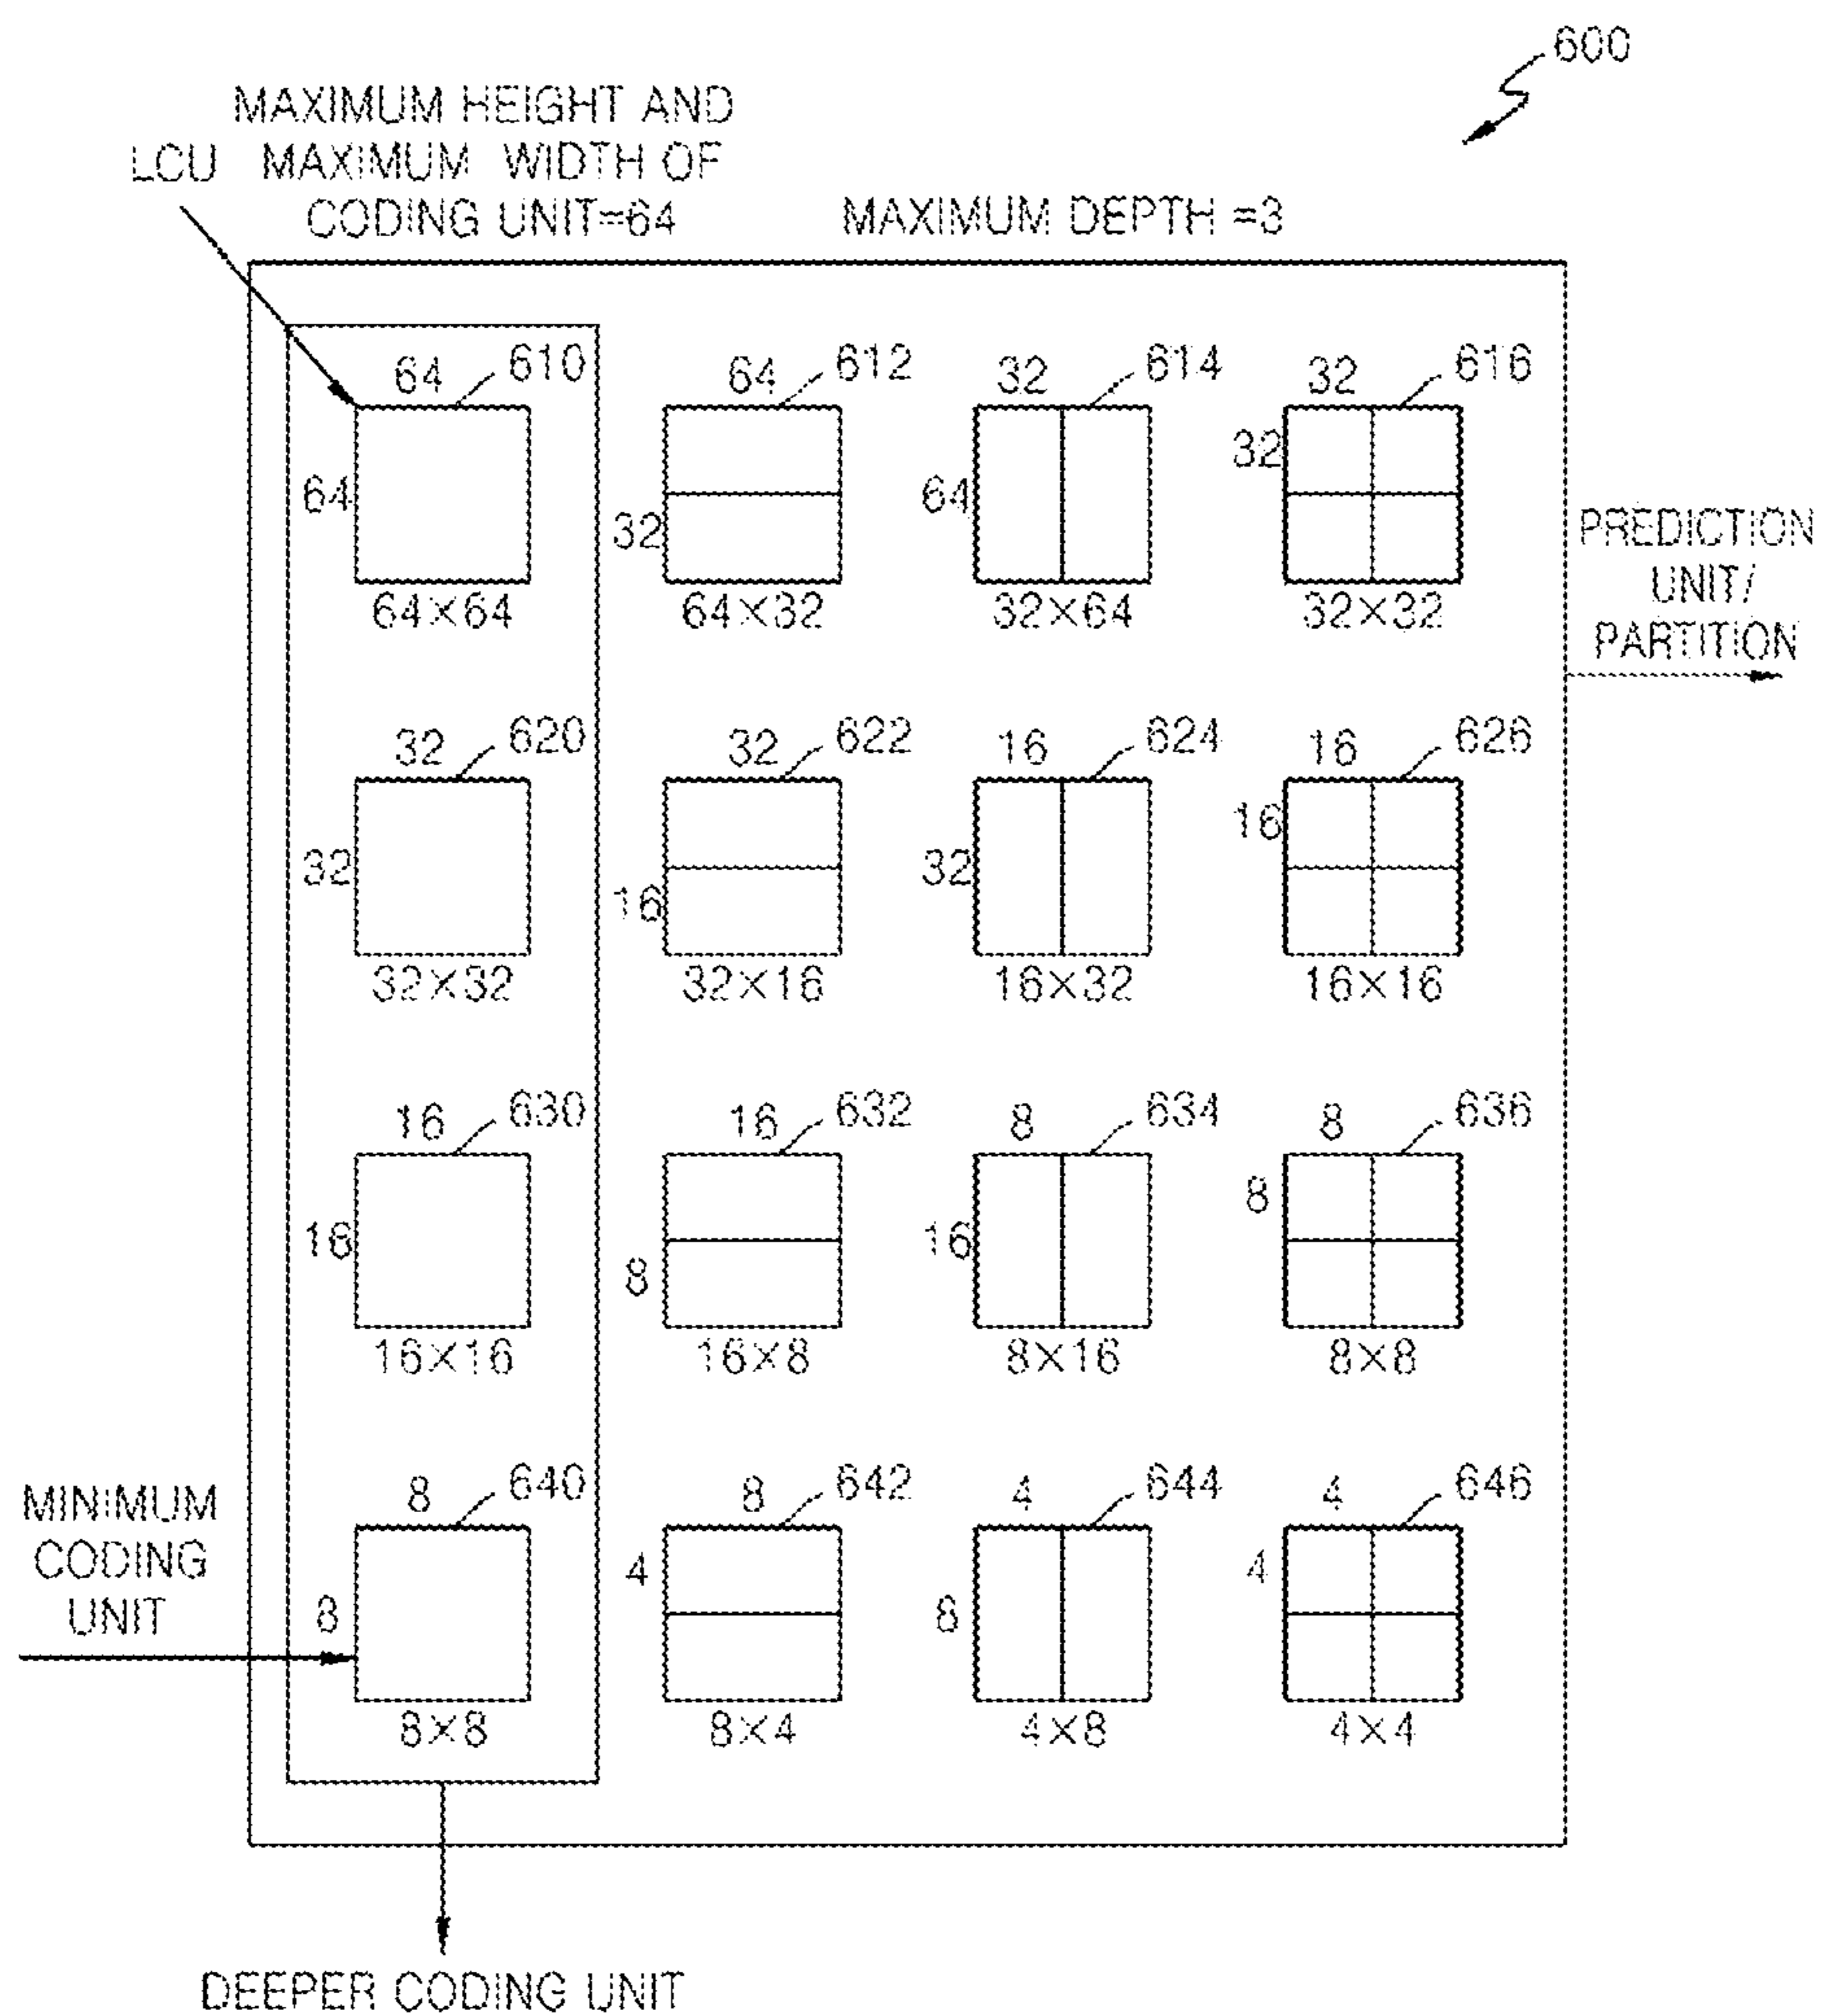 600
MAXIMUM HEIGHT AND
LCU MAXIMUM WIDTH OF
CODING UNIT=64 MAXIMUM DEPTH =3
64 610 64 612 32 614 32 616
64 32 64 32
64×64 64×32 32×64 32×32
PREDICTION
UNIT/
PARTITION
32 620 32 622 16 624 16 626
32 16 32 16
32×32 32×16 16×32 16×16
16 630 16 632 8 634 8 636
16 8 16 8
16×16 16×8 8×16 8×8
MINIMUM
CODING
UNIT
8 640 8 642 4 644 4 646
8 4 8 4
8×8 8×4 4×8 4×4
DEEPER CODING UNIT